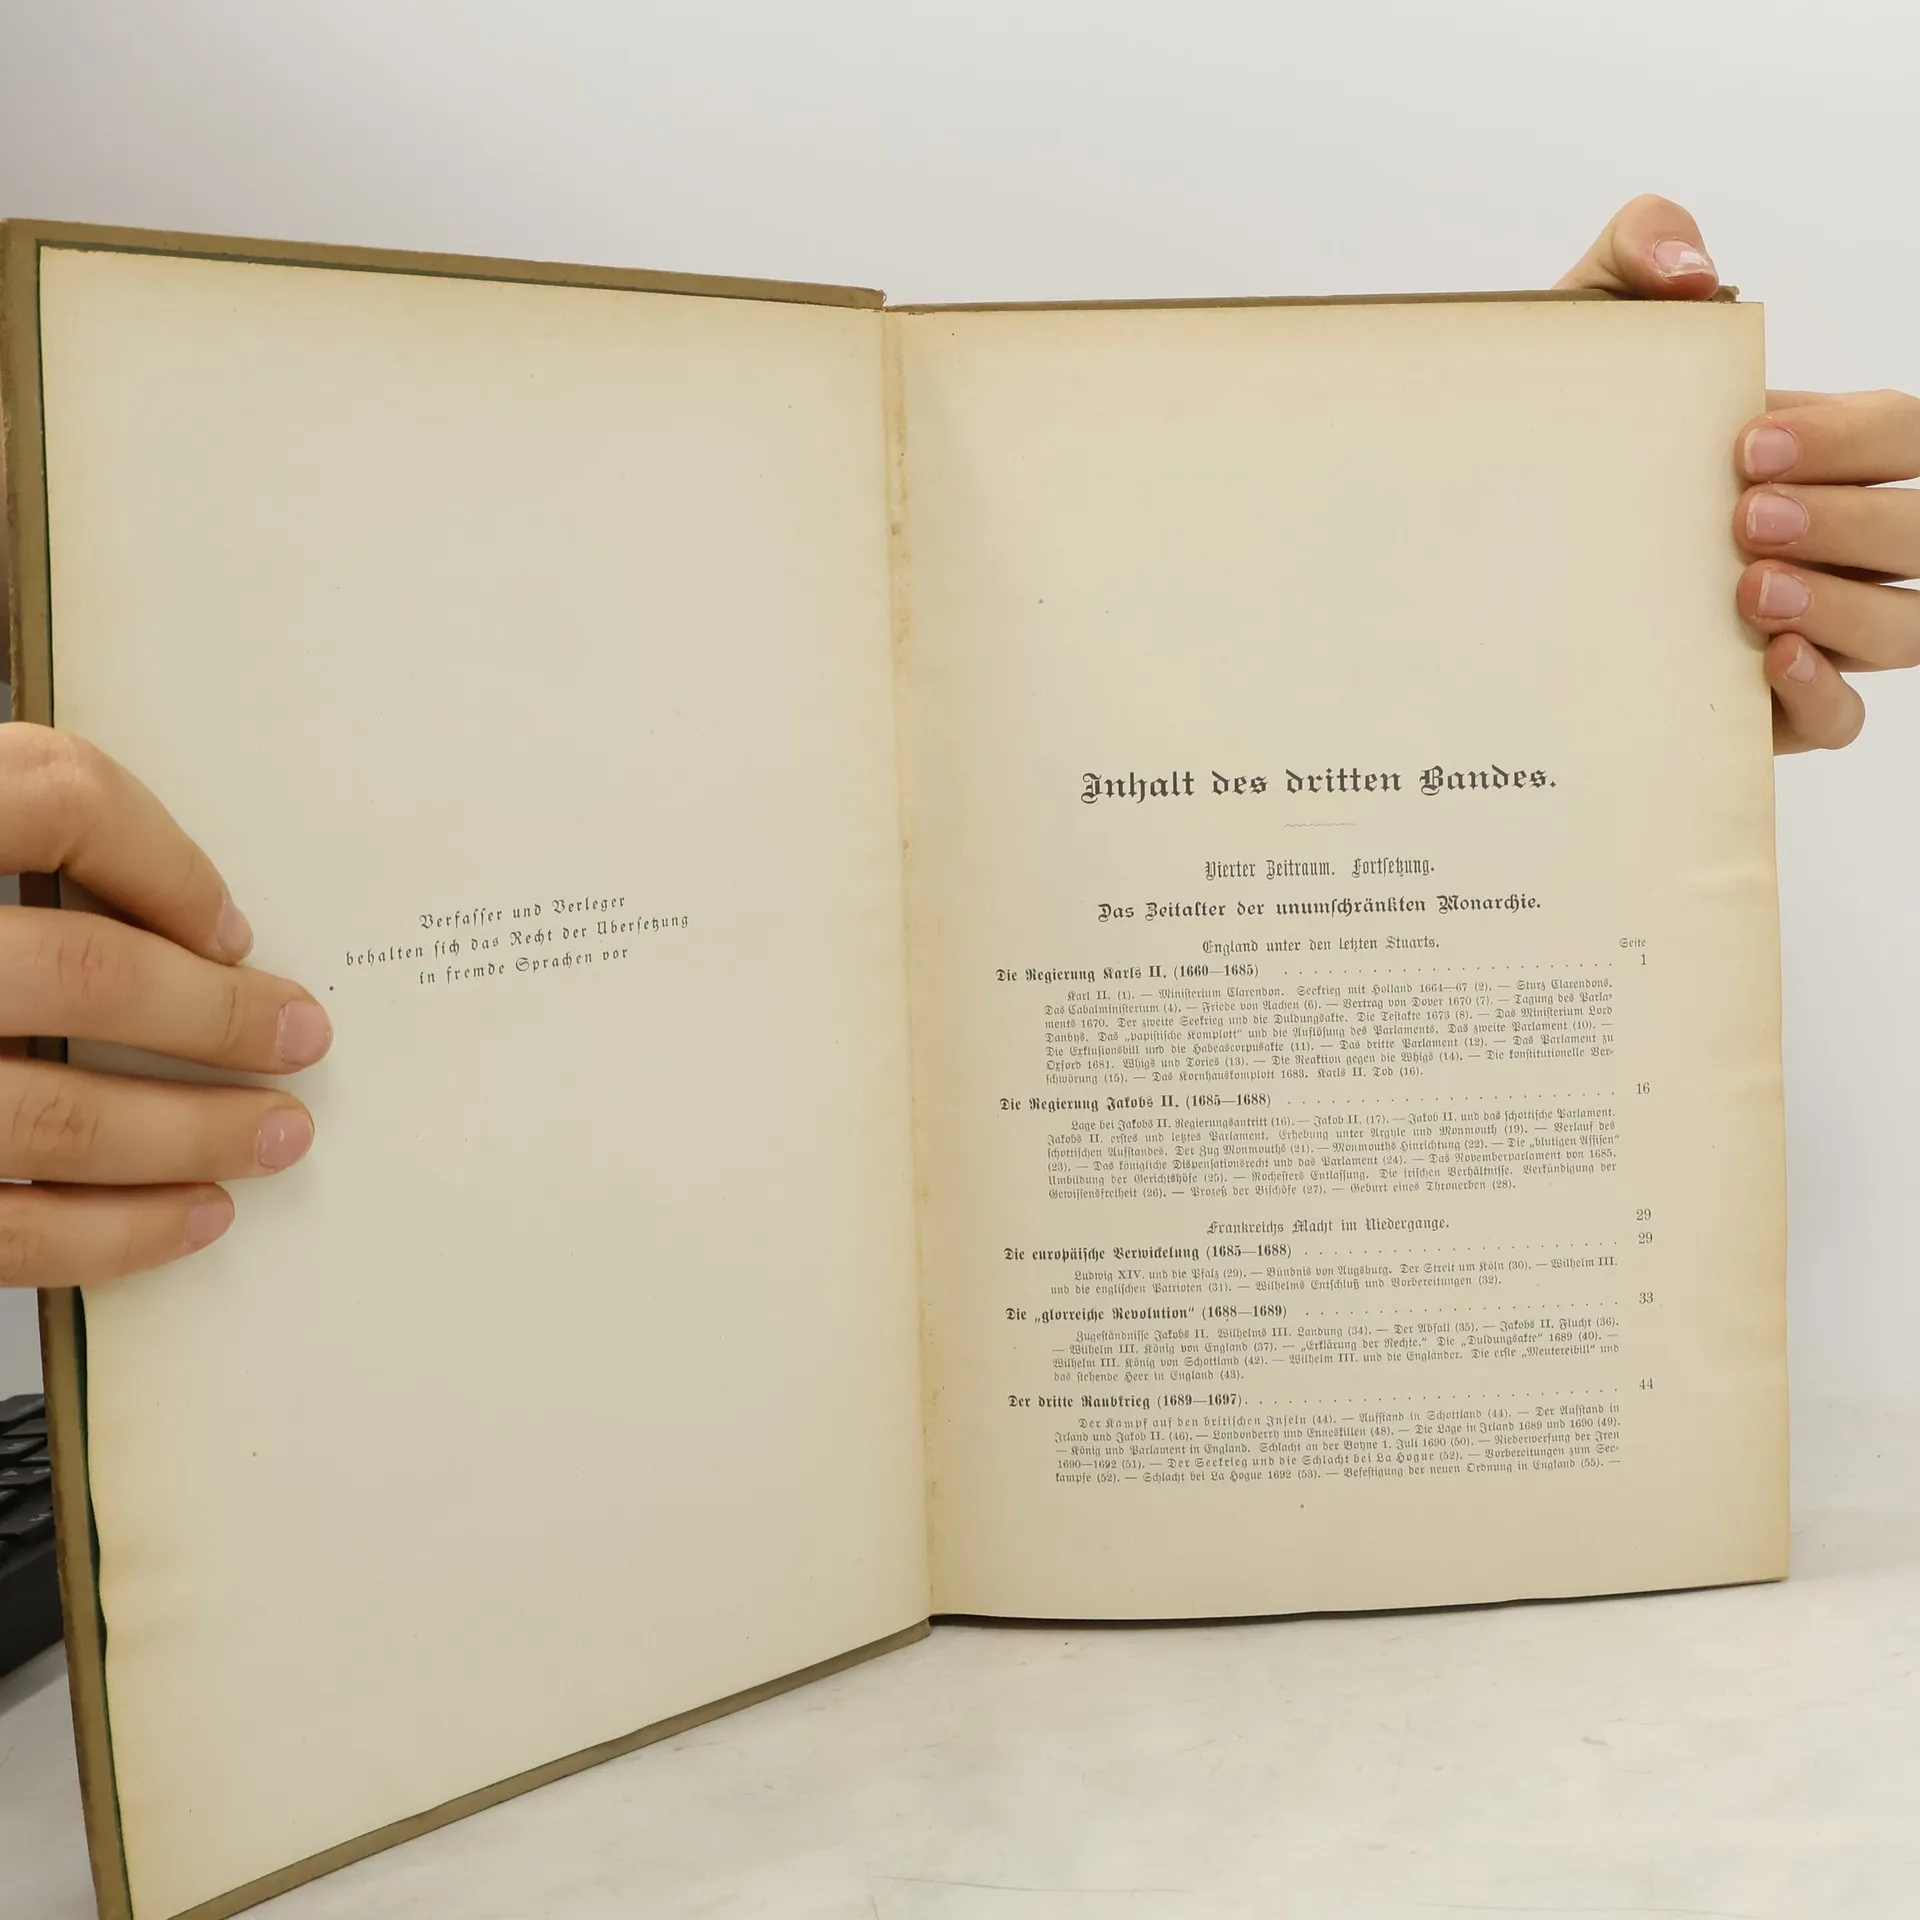 Verfasser und Verleger
behalten sich das Recht der Übersetzung
in fremde Sprachen vor
Inhalt des dritten Bandes.
Vierter Zeitraum. Fortsetzung.
Das Zeitalter der unumschränkten Monarchie.
England unter den letzten Stuarts.
Seite
Die Regierung Karls II. (1660—1685) . . . . . . . . . . . . . . . . . . . . . . . 1
Karl II. (1). — Ministerium Clarendon. Seekrieg mit Holland 1664—67 (2). — Sturz Clarendons.
Das Cabalministerium (4). — Friede von Aachen (6). — Vertrag von Dover 1670 (7). — Tagung des Parla-
ments 1670. Der zweite Seekrieg und die Duldungsakte. Die Testakte 1673 (8). — Das Ministerium Lord
Danbys. Das „papistische Komplott“ und die Auflösung des Parlaments. Das zweite Parlament (10). —
Die Exklusionsbill und die Habeascorpusakte (11). — Das dritte Parlament (12). — Das Parlament zu
Oxford 1681. Whigs und Tories (13). — Die Reaktion gegen die Whigs (14). — Die konstitutionelle Ver-
schwörung (15). — Das Kornhauskomplott 1683. Karls II. Tod (16).
Die Regierung Jakobs II. (1685—1688) . . . . . . . . . . . . . . . . . . . . . . . 16
Lage bei Jakobs II. Regierungsantritt (16). — Jakob II. (17). — Jakob II. und das schottische Parlament.
Jakobs II. erstes und letztes Parlament. Erhebung unter Argyle und Monmouth (19). — Verlauf des
schottischen Aufstandes. Der Zug Monmouths (21). — Monmouths Hinrichtung (22). — Die „blutigen Assisen“
(23). — Das königliche Dispensationsrecht und das Parlament (24). — Das Novemberparlament von 1685.
Umbildung der Gerichtshöfe (25). — Rochesters Entlassung. Die irischen Verhältnisse. Verkündigung der
Gewissensfreiheit (26). — Prozeß der Bischöfe (27). — Geburt eines Thronerben (28).
Frankreichs Macht im Niedergange. 29
Die europäische Verwickelung (1685—1688) . . . . . . . . . . . . . . . . . . . . . . 29
Ludwig XIV. und die Pfalz (29). — Bündnis von Augsburg. Der Streit um Köln (30). — Wilhelm III.
und die englischen Patrioten (31). — Wilhelms Entschluß und Vorbereitungen (32).
Die „glorreiche Revolution“ (1688—1689) . . . . . . . . . . . . . . . . . . . . . . 33
Zugeständnisse Jakobs II. Wilhelms III. Landung (34). — Der Abfall (35). — Jakobs II. Flucht (36).
— Wilhelm III. König von England (37). — „Erklärung der Rechte.“ Die „Duldungsakte“ 1689 (40). —
Wilhelm III. König von Schottland (42). — Wilhelm III. und die Engländer. Die erste „Meutereibill“ und
das stehende Heer in England (43).
Der dritte Raubkrieg (1689—1697). . . . . . . . . . . . . . . . . . . . . . . . . . 44
Der Kampf auf den britischen Inseln (44). — Aufstand in Schottland (44). — Der Aufstand in
Irland und Jakob II. (46). — Londonderry und Enneskillen (48). — Die Lage in Irland 1689 und 1690 (49).
— König und Parlament in England. Schlacht an der Boyne 1. Juli 1690 (50). — Niederwerfung der Iren
1690—1692 (51). — Der Seekrieg und die Schlacht bei La Hogue (52). — Vorbereitungen zum See-
kampfe (52). — Schlacht bei La Hogue 1692 (53). — Befestigung der neuen Ordnung in England (55). —